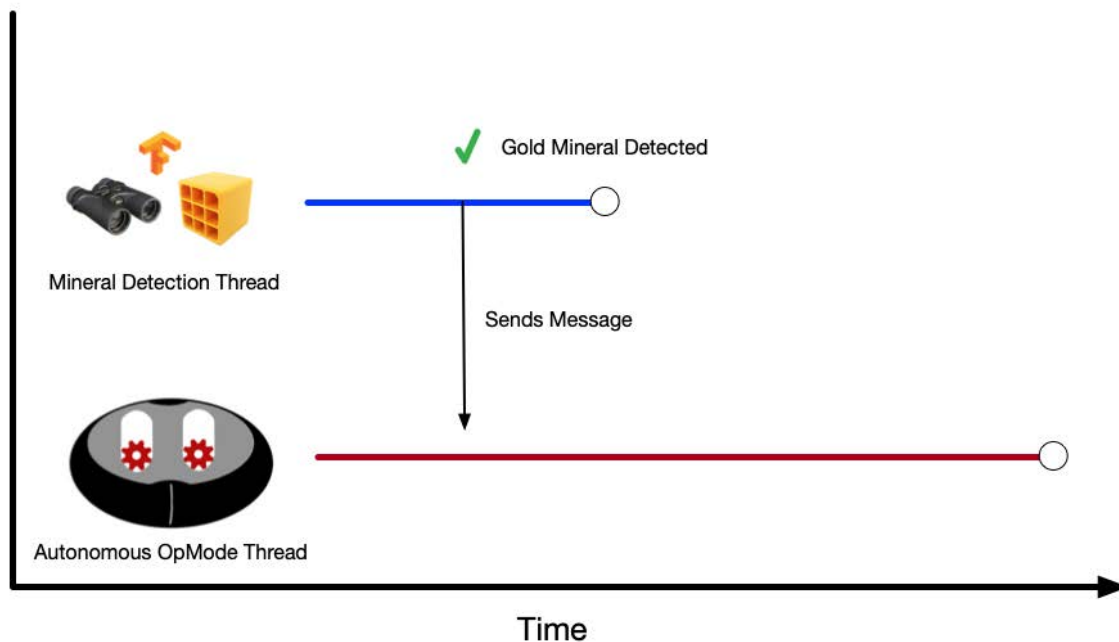 Gold Mineral Detected
Mineral Detection Thread
Sends Message
Autonomous OpMode Thread
Time